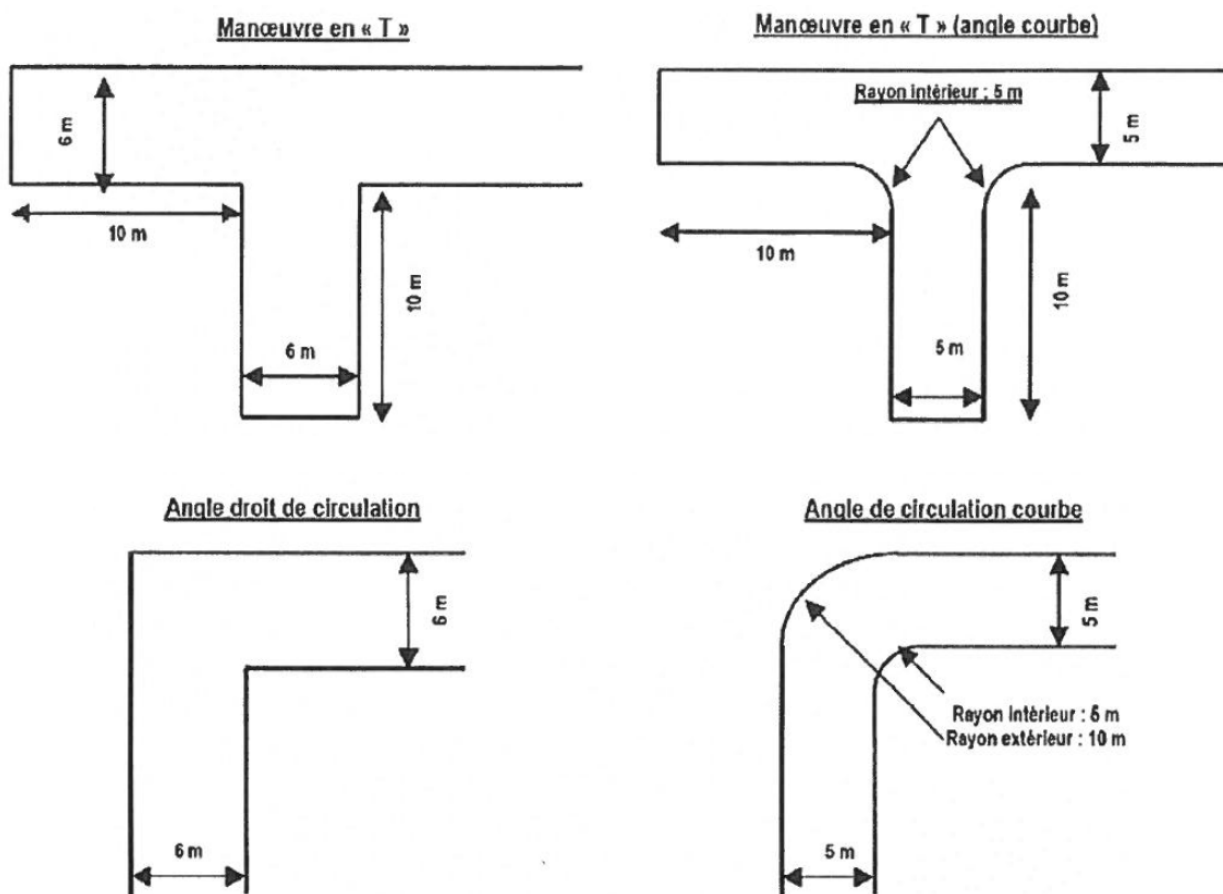 Manœuvre en « T »
6 m
10 m
10 m
6 m
Manœuvre en « T » (angle courbe)
Rayon intérieur : 5 m
5 m
10 m
10 m
5 m
Angle droit de circulation
6 m
6 m
Angle de circulation courbe
5 m
Rayon intérieur : 5 m
Rayon extérieur : 10 m
5 m